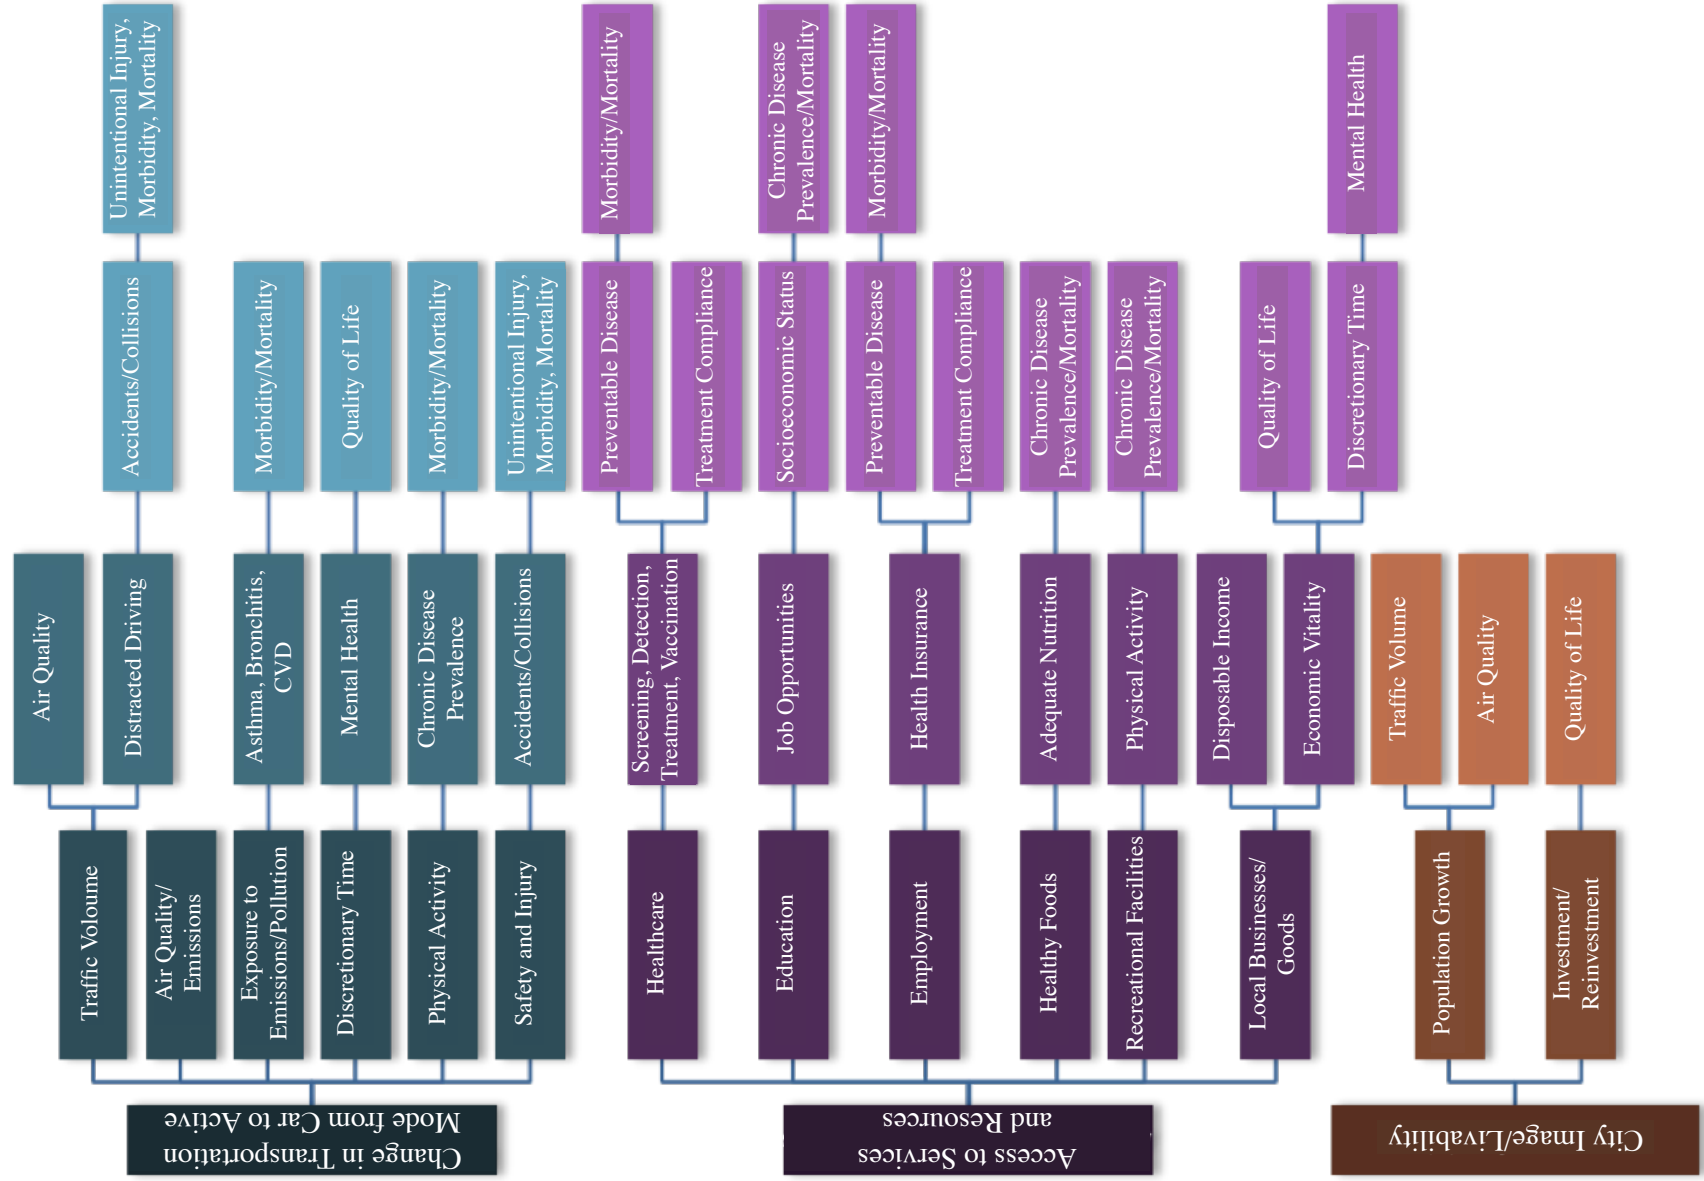 Change in Transportation
Mode from Car to Active
Traffic Voloume
Air Quality
Distracted Driving
Accidents/Collisions
Unintentional Injury,
Morbidity, Mortality
Air Quality/
Emissions
Exposure to
Emissions/Pollution
Asthma, Bronchitis,
CVD
Morbidity/Mortality
Discretionary Time
Mental Health
Quality of Life
Physical Activity
Chronic Disease
Prevalence
Morbidity/Mortality
Safety and Injury
Accidents/Collisions
Unintentional Injury,
Morbidity, Mortality
Access to Services
and Resources
Healthcare
Screening, Detection,
Treatment, Vaccination
Preventable Disease
Morbidity/Mortality
Treatment Compliance
Education
Job Opportunities
Socioeconomic Status
Chronic Disease
Prevalence/Mortality
Employment
Health Insurance
Preventable Disease
Morbidity/Mortality
Treatment Compliance
Healthy Foods
Adequate Nutrition
Chronic Disease
Prevalence/Mortality
Recreational Facilities
Physical Activity
Chronic Disease
Prevalence/Mortality
Local Businesses/
Goods
Disposable Income
Economic Vitality
Quality of Life
Discretionary Time
Mental Health
City Image/Livability
Population Growth
Traffic Volume
Air Quality
Investment/
Reinvestment
Quality of Life